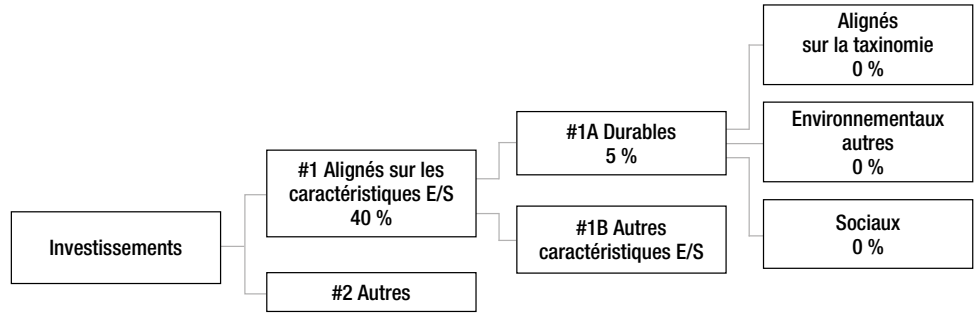 Investissements
#1 Alignés sur les
caractéristiques E/S
40 %
#2 Autres
#1A Durables
5 %
#1B Autres
caractéristiques E/S
Alignés
sur la taxinomie
0 %
Environnementaux
autres
0 %
Sociaux
0 %